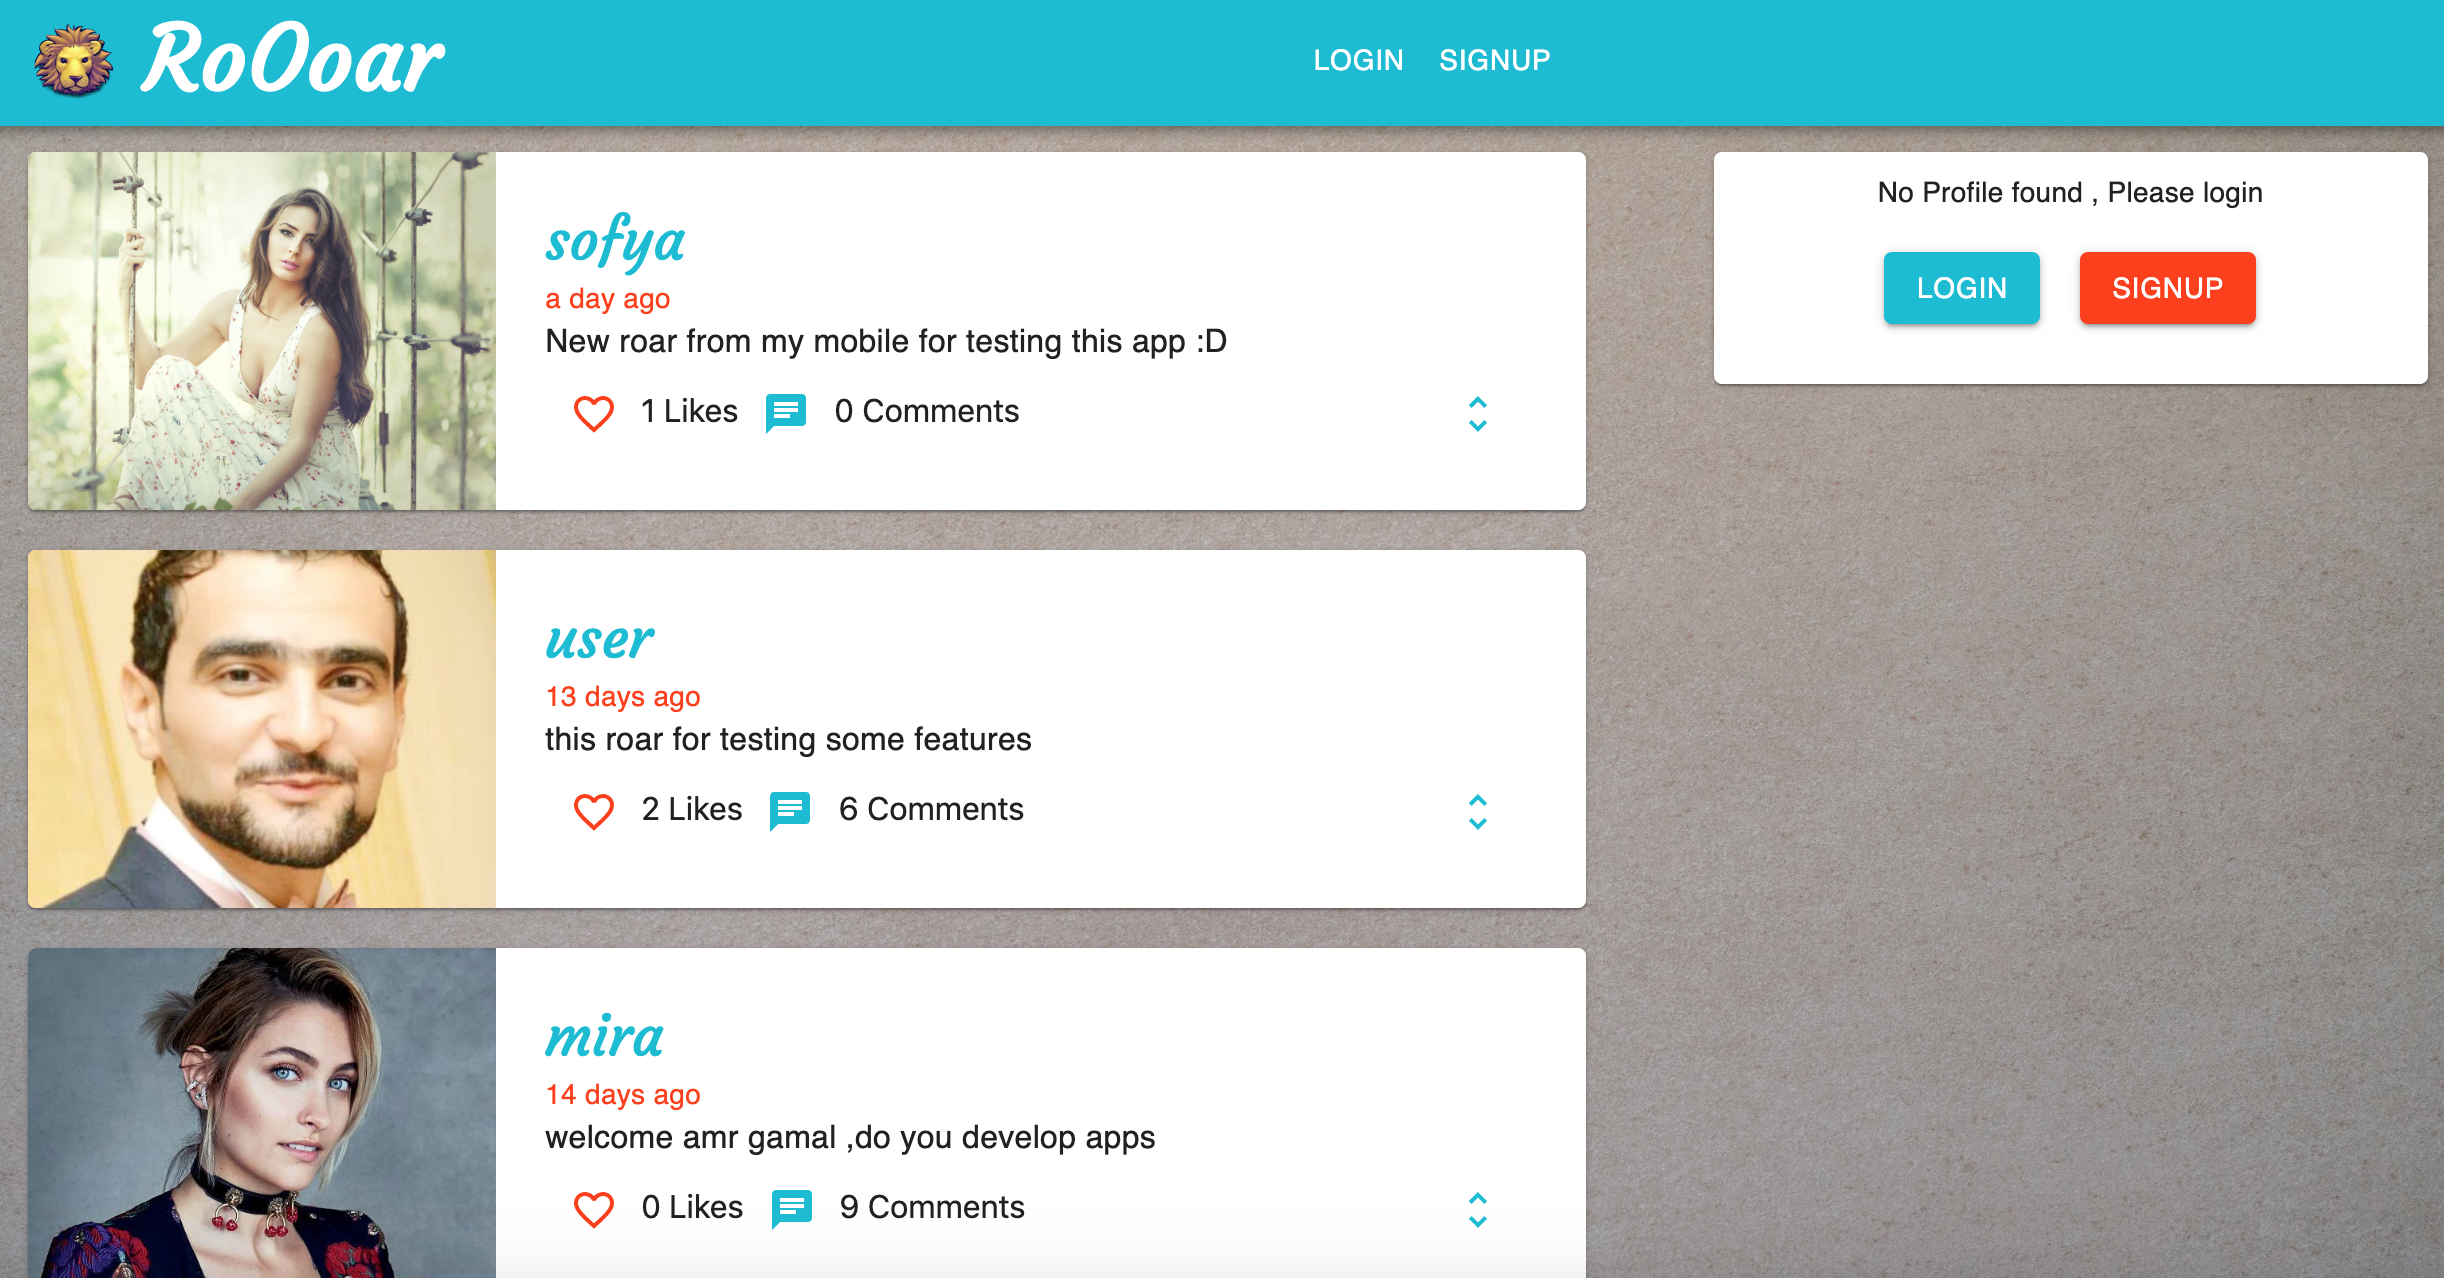 RoOoar
LOGIN SIGNUP
sofya
a day ago
New roar from my mobile for testing this app :D
1 Likes 0 Comments
No Profile found , Please login
LOGIN SIGNUP
user
13 days ago
this roar for testing some features
2 Likes 6 Comments
mira
14 days ago
welcome amr gamal ,do you develop apps
0 Likes 9 Comments